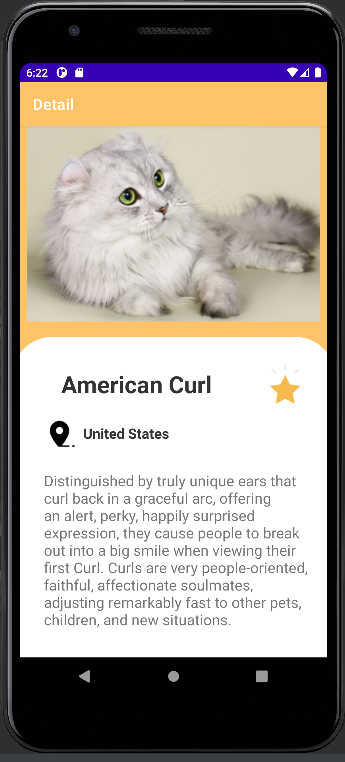 6:22
Detail
American Curl
United States
Distinguished by truly unique ears that
curl back in a graceful arc, offering
an alert, perky, happily surprised
expression, they cause people to break
out into a big smile when viewing their
first Curl. Curls are very people-oriented,
faithful, affectionate soulmates,
adjusting remarkably fast to other pets,
children, and new situations.